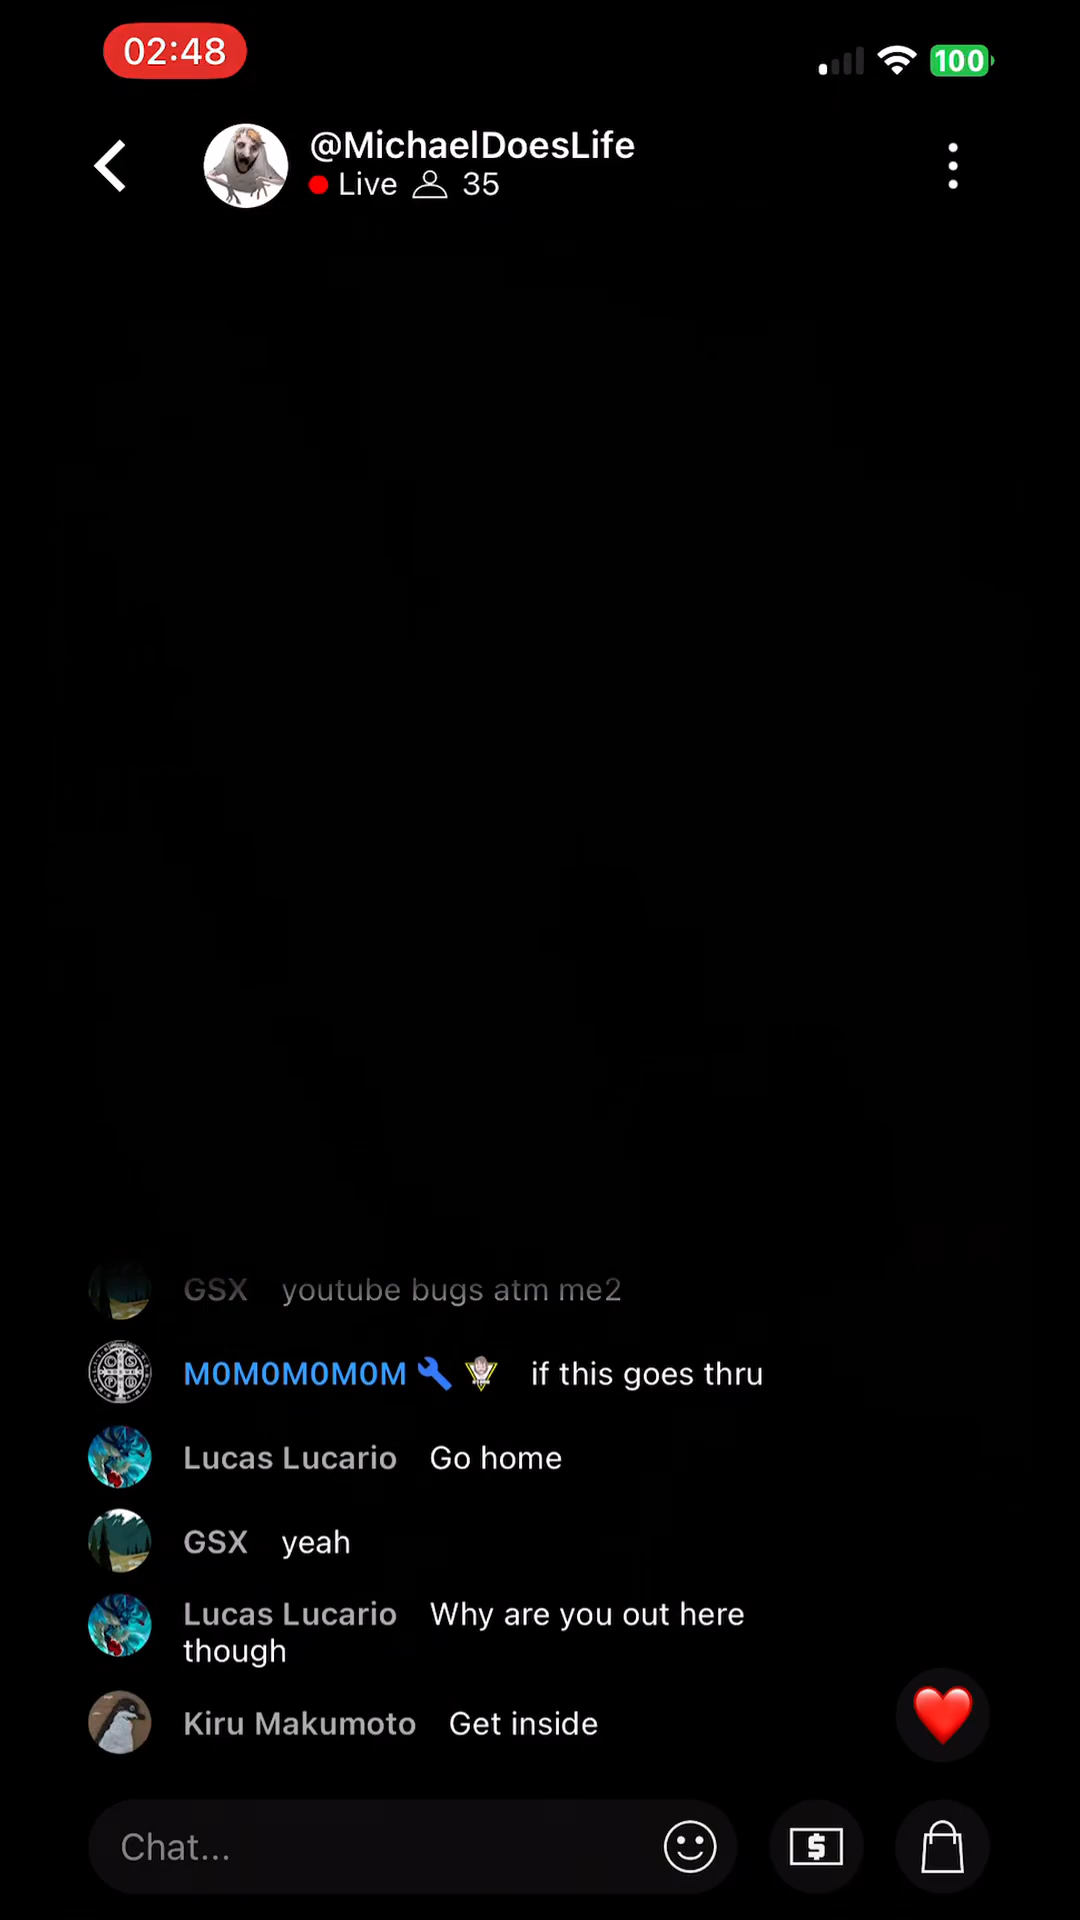 02:48
100
@MichaelDoesLife
Live 35
GSX youtube bugs atm me2
M0M0M0M0M if this goes thru
Lucas Lucario Go home
GSX yeah
Lucas Lucario Why are you out here
though
Kiru Makumoto Get inside
Chat...
$